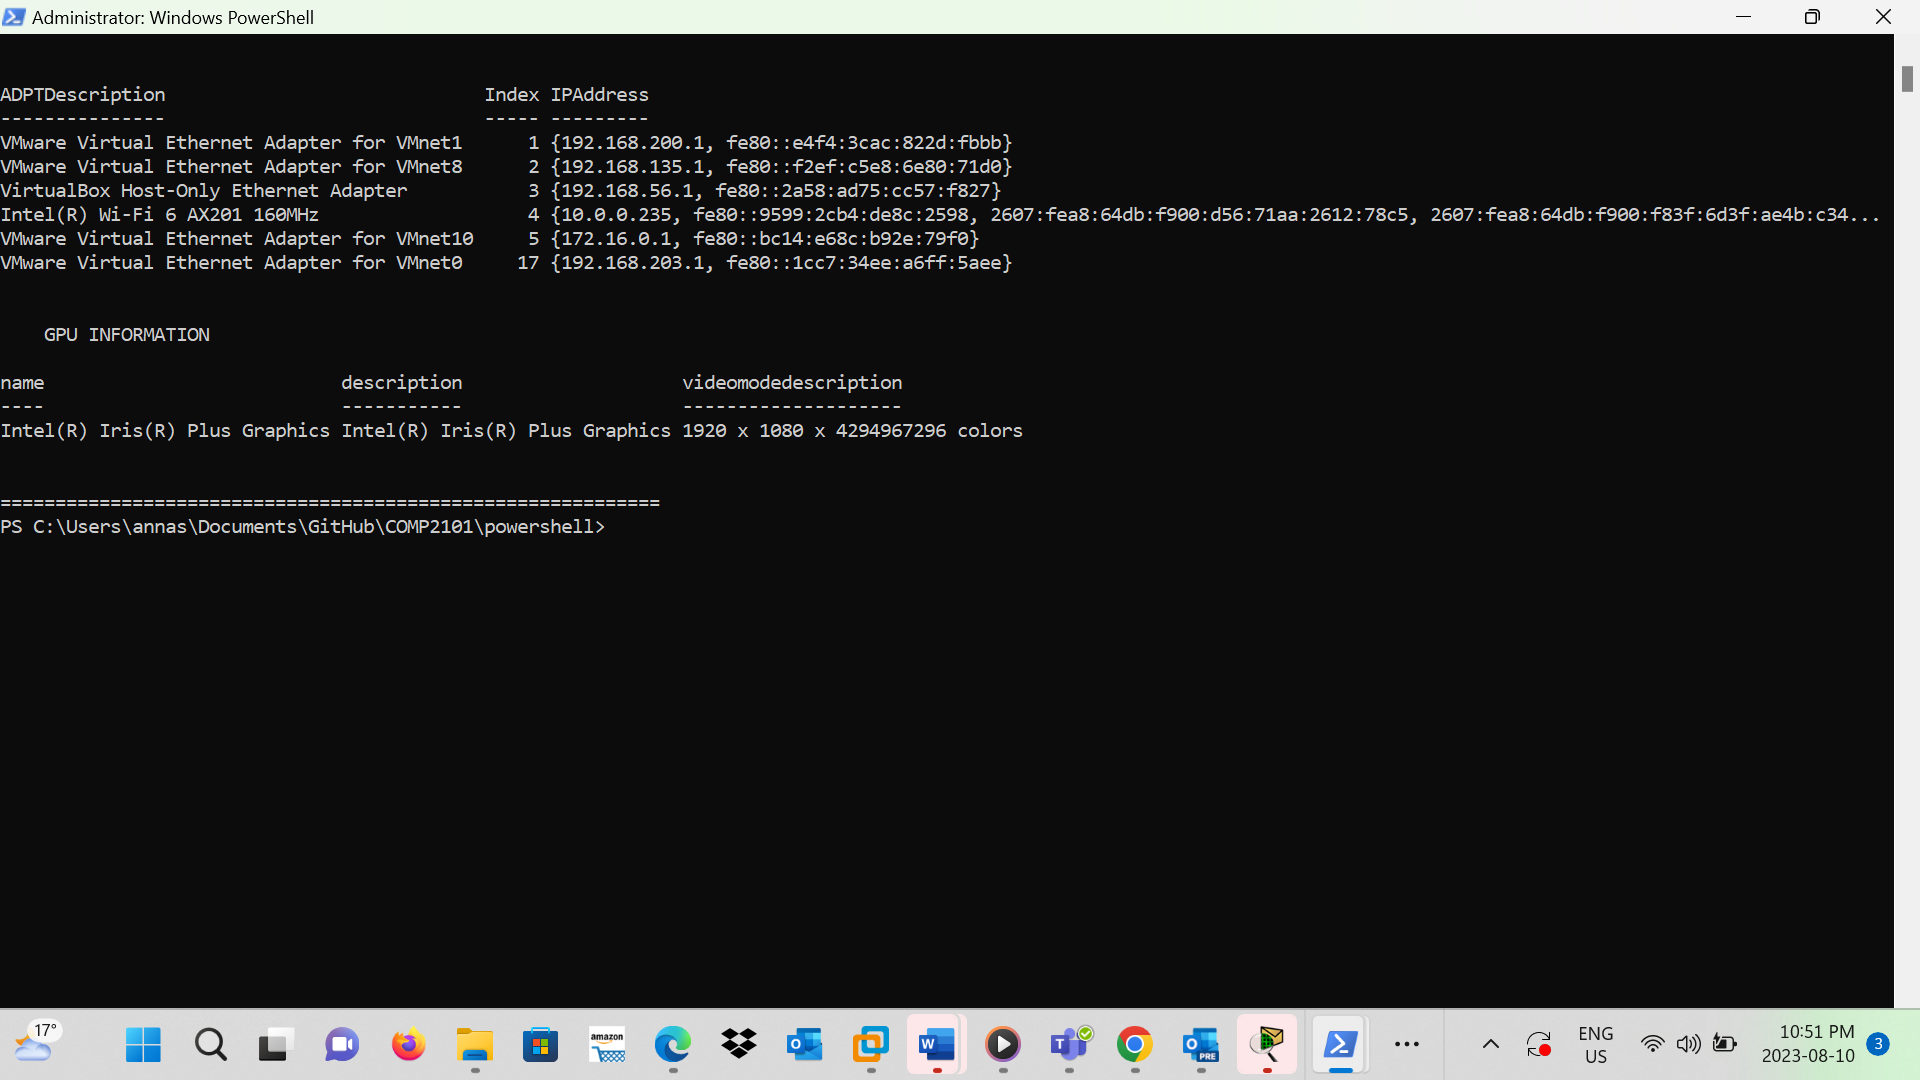 Administrator: Windows PowerShell
ADPTDescription Index IPAddress
--------------- ----- ---------
VMware Virtual Ethernet Adapter for VMnet1 1 {192.168.200.1, fe80::e4f4:3cac:822d:fbbb}
VMware Virtual Ethernet Adapter for VMnet8 2 {192.168.135.1, fe80::f2ef:c5e8:6e80:71d0}
VirtualBox Host-Only Ethernet Adapter 3 {192.168.56.1, fe80::2a58:ad75:cc57:f827}
Intel(R) Wi-Fi 6 AX201 160MHz 4 {10.0.0.235, fe80::9599:2cb4:de8c:2598, 2607:fea8:64db:f900:d56:71aa:2612:78c5, 2607:fea8:64db:f900:f83f:6d3f:ae4b:c34...
VMware Virtual Ethernet Adapter for VMnet10 5 {172.16.0.1, fe80::bc14:e68c:b92e:79f0}
VMware Virtual Ethernet Adapter for VMnet0 17 {192.168.203.1, fe80::1cc7:34ee:a6ff:5aee}
GPU INFORMATION
name description videomodedescription
---- ----------- --------------------
Intel(R) Iris(R) Plus Graphics Intel(R) Iris(R) Plus Graphics 1920 x 1080 x 4294967296 colors
============================================================
PS C:\Users\annas\Documents\GitHub\COMP2101\powershell>
17°
amazon
O
W
T
O
PRE
ENG
US
10:51 PM
2023-08-10
3